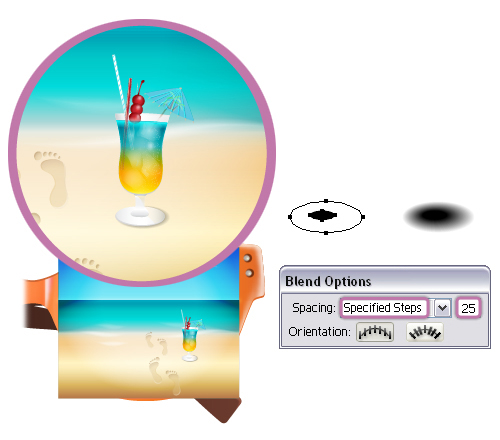 Blend Options
Spacing: Specified Steps 25
Orientation: